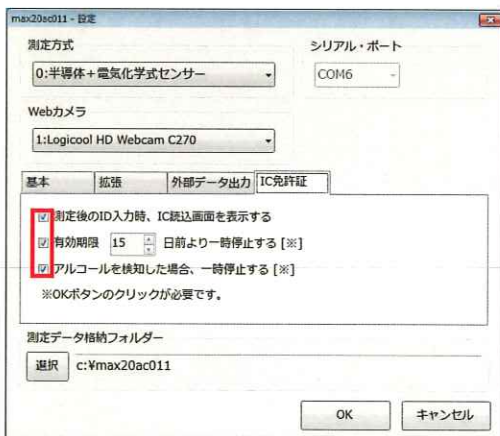 max20ac011 - 設定
測定方式
シリアル・ポート
0:半導体+電気化学式センサー
COM6
Webカメラ
1:Logicool HD Webcam C270
基本
拡張
外部データ出力
IC免許証
測定後のID入力時、IC読込画面を表示する
有効期限 15 日前より一時停止する [※]
アルコールを検知した場合、一時停止する [※]
※OKボタンのクリックが必要です。
測定データ格納フォルダー
選択
c:¥max20ac011
OK
キャンセル